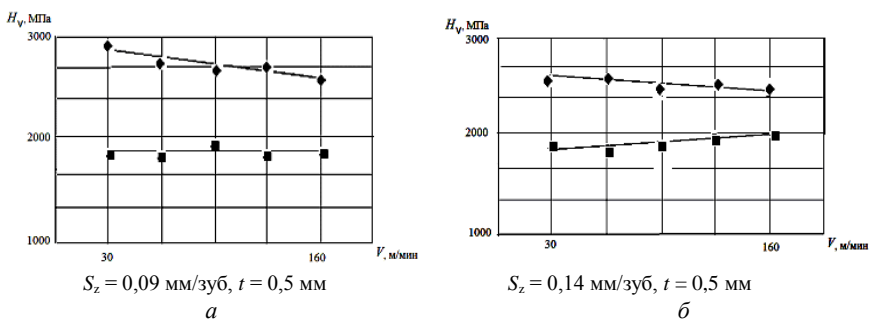 H_V, МПа
3000
2000
1000
30
160
V, м/мин
S_z = 0,09 мм/зуб, t = 0,5 мм
а
H_V, МПа
3000
2000
1000
30
160
V, м/мин
S_z = 0,14 мм/зуб, t = 0,5 мм
б